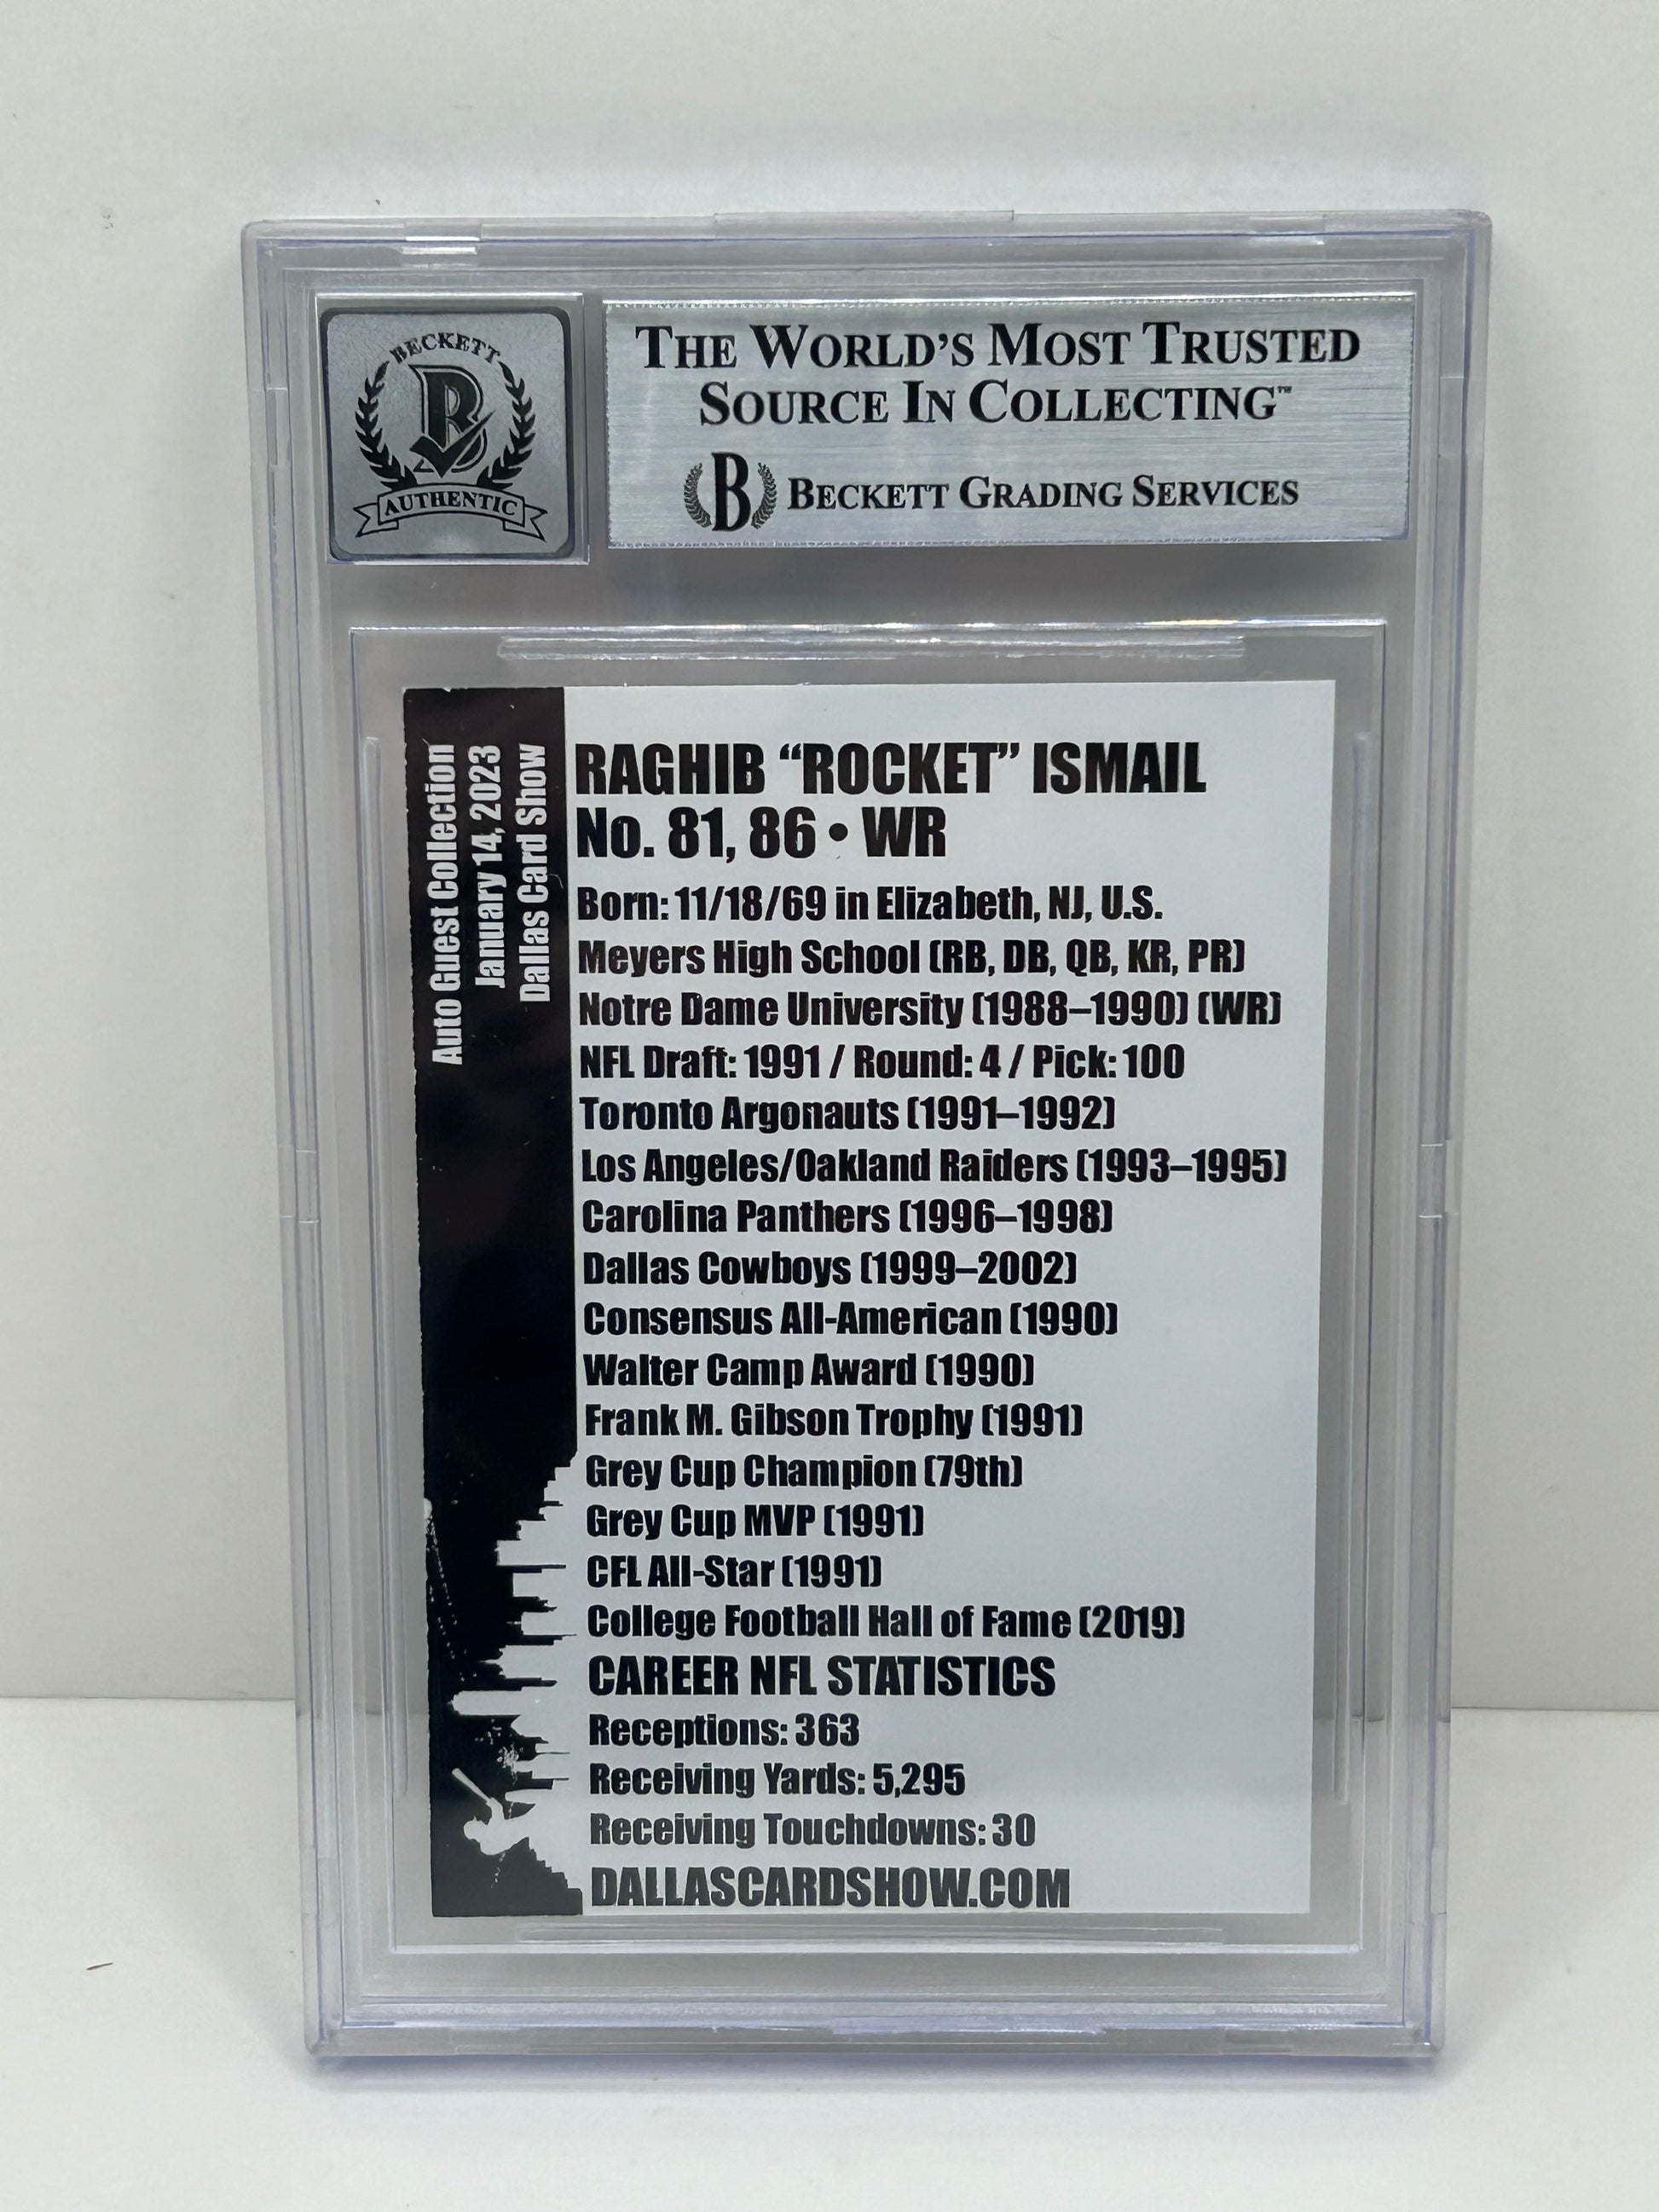 BECKETT
AUTHENTIC
THE WORLD'S MOST TRUSTED
SOURCE IN COLLECTING™
B BECKETT GRADING SERVICES
Auto Guest Collection
January 14, 2023
Dallas Card Show
RAGHIB “ROCKET” ISMAIL
No. 81, 86 • WR
Born: 11/18/69 in Elizabeth, NJ, U.S.
Meyers High School (RB, DB, QB, KR, PR)
Notre Dame University (1988–1990) (WR)
NFL Draft: 1991 / Round: 4 / Pick: 100
Toronto Argonauts (1991–1992)
Los Angeles/Oakland Raiders (1993–1995)
Carolina Panthers (1996–1998)
Dallas Cowboys (1999–2002)
Consensus All-American (1990)
Walter Camp Award (1990)
Frank M. Gibson Trophy (1991)
Grey Cup Champion (79th)
Grey Cup MVP (1991)
CFL All-Star (1991)
College Football Hall of Fame (2019)
CAREER NFL STATISTICS
Receptions: 363
Receiving Yards: 5,295
Receiving Touchdowns: 30
DALLASCARDSHOW.COM